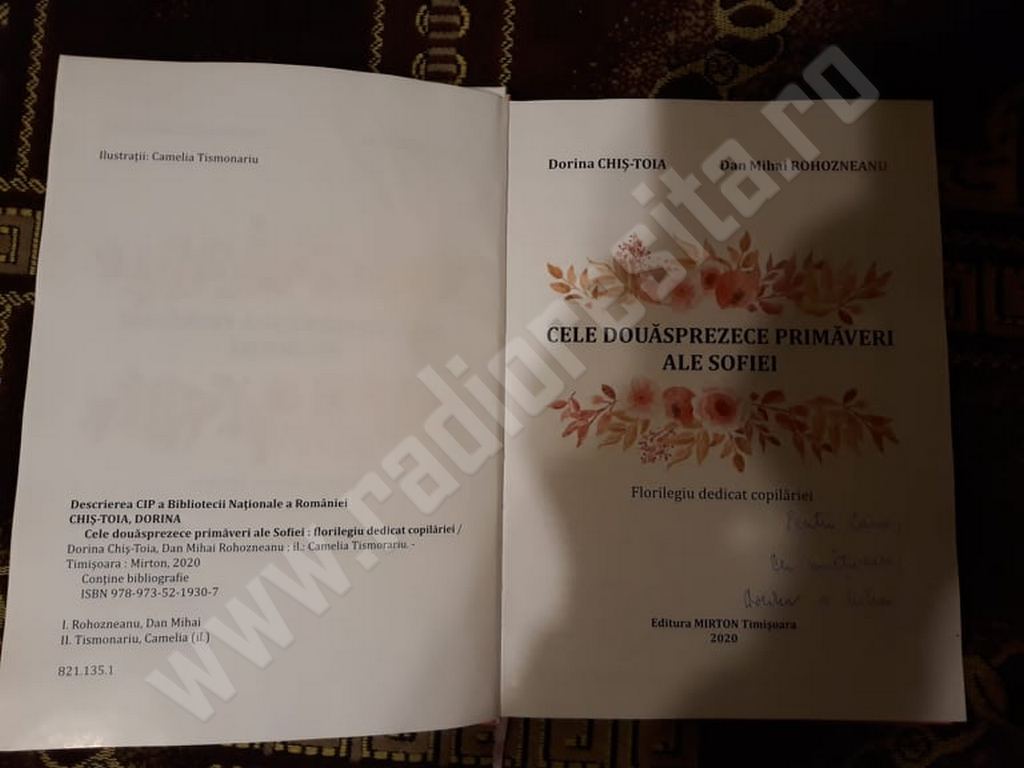 Ilustrații: Camelia Tismonariu
Descrierea CIP a Bibliotecii Naționale a României
CHIȘ-TOIA, DORINA
Cele douăsprezece primăveri ale Sofiei : florilegiu dedicat copilăriei /
Dorina Chiș-Toia, Dan Mihai Rohozneanu ; il.: Camelia Tismorariu. -
Timișoara : Mirton, 2020
Conține bibliografie
ISBN 978-973-52-1930-7
I. Rohozneanu, Dan Mihai
II. Tismonariu, Camelia (il.)
821.135.1
Dorina CHIȘ-TOIA Dan Mihai ROHOZNEANU
CELE DOUĂSPREZECE PRIMĂVERI
ALE SOFIEI
Florilegiu dedicat copilăriei
Pentru
Editura MIRTON Timișoara
2020
www.radioresita.ro